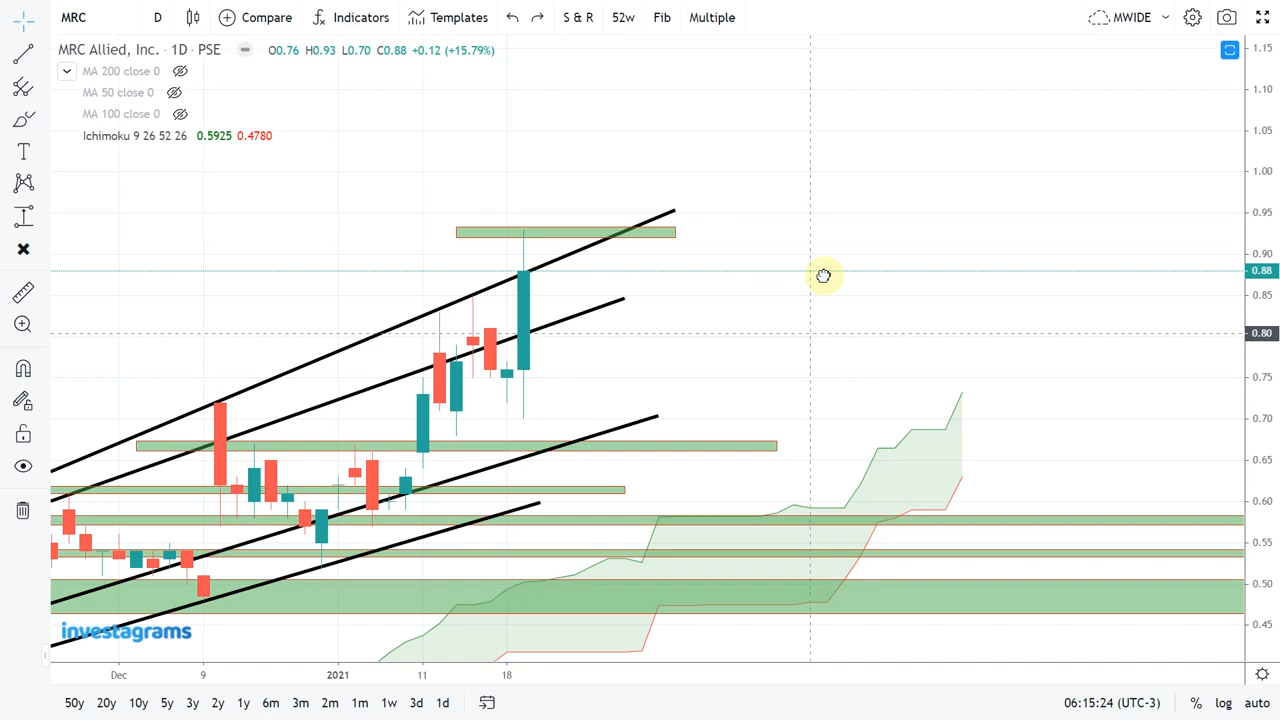 MRC D Compare Indicators Templates S & R 52w Fib Multiple MWIDE
MRC Allied, Inc. · 1D · PSE O0.76 H0.93 L0.70 C0.88 +0.12 (+15.79%)
MA 200 close 0
MA 50 close 0
MA 100 close 0
Ichimoku 9 26 52 26 0.5925 0.4780
1.15
1.10
1.05
1.00
0.95
0.90
0.88
0.85
0.80
0.75
0.70
0.65
0.60
0.55
0.50
0.45
investagrams
Dec 9 2021 11 18
50y 20y 10y 5y 3y 2y 1y 6m 3m 2m 1m 1w 3d 1d 06:15:24 (UTC-3) % log auto